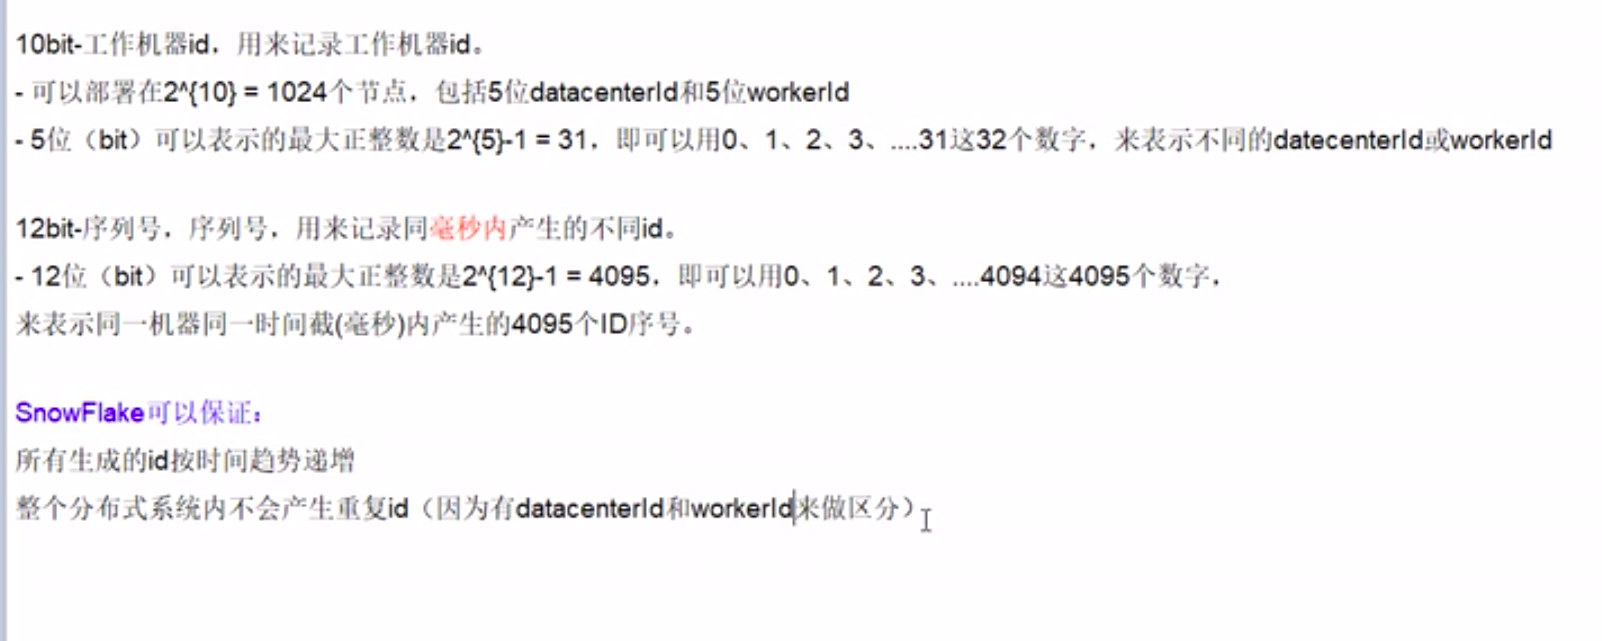 10bit-工作机器id，用来记录工作机器id。
- 可以部署在2^{10} = 1024个节点，包括5位datacenterId和5位workerId
- 5位（bit）可以表示的最大正整数是2^{5}-1 = 31，即可以用0、1、2、3、....31这32个数字，来表示不同的datecenterId或workerId
12bit-序列号，序列号，用来记录同毫秒内产生的不同id。
- 12位（bit）可以表示的最大正整数是2^{12}-1 = 4095，即可以用0、1、2、3、....4094这4095个数字，
来表示同一机器同一时间截(毫秒)内产生的4095个ID序号。
SnowFlake可以保证：
所有生成的id按时间趋势递增
整个分布式系统内不会产生重复id（因为有datacenterId和workerId来做区分）